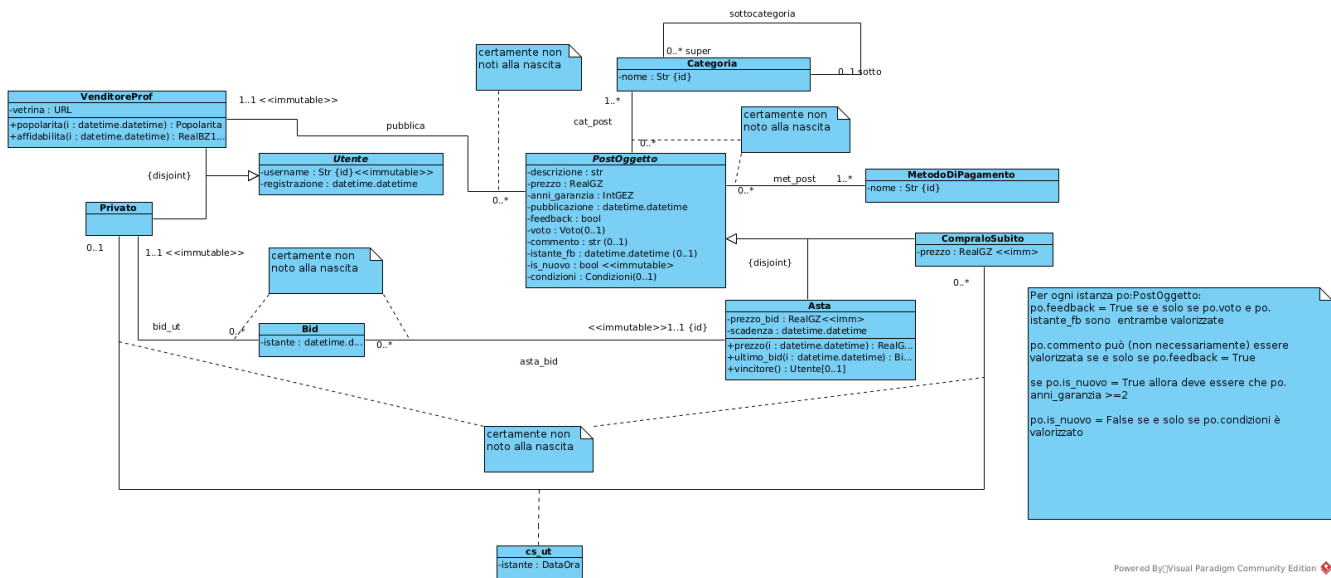 sottocategoria
0..* super
Categoria
-nome : Str {id}
0..1 sotto
certamente non
noti alla nascita
VenditoreProf
-vetrina : URL
+popolarita(i : datetime.datetime) : Popolarita
+affidabilita(i : datetime.datetime) : RealBZ1...
1..1 <<immutable>>
pubblica
0..*
1..*
cat_post
0..*
certamente non
noto alla nascita
{disjoint}
Utente
-username : Str {id}<<immutable>>
-registrazione : datetime.datetime
PostOggetto
-descrizione : str
-prezzo : RealGZ
-anni_garanzia : IntGEZ
-pubblicazione : datetime.datetime
-feedback : bool
-voto : Voto(0..1)
-commento : str (0..1)
-istante_fb : datetime.datetime (0..1)
-is_nuovo : bool <<immutable>
-condizioni : Condizioni(0..1)
met_post
0..*
1..*
MetodoDiPagamento
-nome : Str {id}
Privato
0..1
1..1 <<immutable>>
certamente non
noto alla nascita
{disjoint}
CompraloSubito
-prezzo : RealGZ <<imm>
0..*
bid_ut
0..*
Bid
-istante : datetime.d...
0..*
asta_bid
<<immutable>>1..1 {id}
Asta
-prezzo_bid : RealGZ<<imm>
-scadenza : datetime.datetime
+prezzo(i : datetime.datetime) : RealG...
+ultimo_bid(i : datetime.datetime) : Bi...
+vincitore() : Utente[0..1]
Per ogni istanza po:PostOggetto:
po.feedback = True se e solo se po.voto e po.
istante_fb sono  entrambe valorizzate
po.commento può (non necessariamente) essere
valorizzata se e solo se po.feedback = True
se po.is_nuovo = True allora deve essere che po.
anni_garanzia >=2
po.is_nuovo = False se e solo se po.condizioni è
valorizzato
certamente non
noto alla nascita
cs_ut
-istante : DataOra
Powered By Visual Paradigm Community Edition